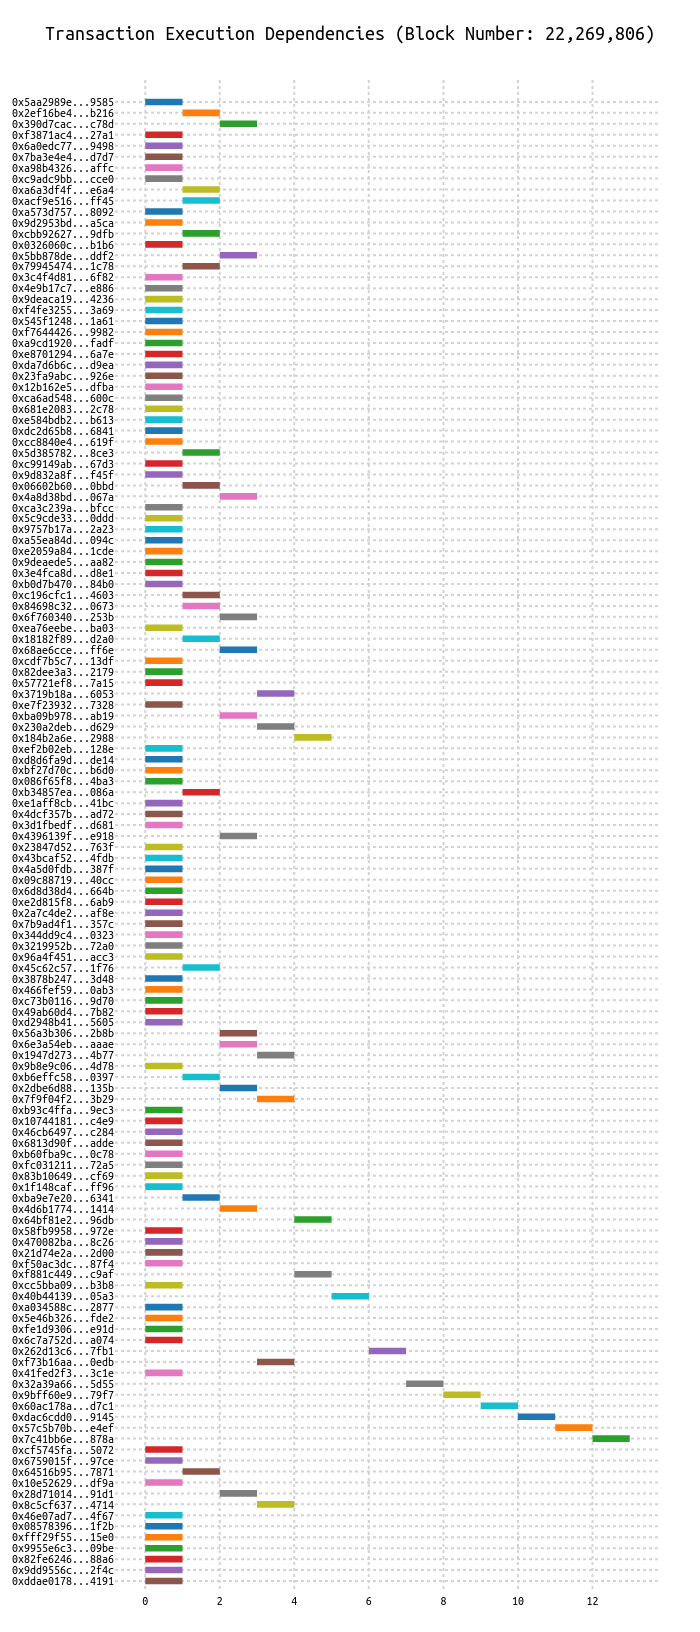 Transaction Execution Dependencies (Block Number: 22,269,806)
0x5aa2989e...9585
0x2ef16be4...b216
0x390d7cac...c78d
0xf3871ac4...27a1
0x6a0edc77...9498
0x7ba3e4e4...d7d7
0xa98b4326...affc
0xc9adc9bb...cce0
0xa6a3df4f...e6a4
0xacf9e516...ff45
0xa573d757...8092
0x9d2953bd...a5ca
0xcbb92627...9dfb
0x0326060c...b1b6
0x5bb878de...ddf2
0x79945474...1c78
0x3c4f4d81...6f82
0x4e9b17c7...e886
0x9deaca19...4236
0xf4fe3255...3a69
0x545f1248...1a61
0xf7644426...9982
0xa9cd1920...fadf
0xe8701294...6a7e
0xda7d6b6c...d9ea
0x23fa9abc...926e
0x12b162e5...dfba
0xca6ad548...600c
0x681e2083...2c78
0xe584bdb2...b613
0xdc2d65b8...6841
0xcc8840e4...619f
0x5d385782...8ce3
0xc99149ab...67d3
0x9d832a8f...f45f
0x06602b60...0bbd
0x4a8d38bd...067a
0xca3c239a...bfcc
0x5c9cde33...0ddd
0x9757b17a...2a23
0xa55ea84d...094c
0xe2059a84...1cde
0x9deaede5...aa82
0x3e4fca8d...d8e1
0xb0d7b470...84b0
0xc196cfc1...4603
0x84698c32...0673
0x6f760340...253b
0xea76eebe...ba03
0x18182f89...d2a0
0x68ae6cce...ff6e
0xcdf7b5c7...13df
0x82dee3a3...2179
0x57721ef8...7a15
0x3719b18a...6053
0xe7f23932...7328
0xba09b978...ab19
0x230a2deb...d629
0x184b2a6e...2988
0xef2b02eb...128e
0xd8d6fa9d...de14
0xbf27d70c...b6d0
0x086f65f8...4ba3
0xb34857ea...086a
0xe1aff8cb...41bc
0x4dcf357b...ad72
0x3d1fbedf...d681
0x4396139f...e918
0x23847d52...763f
0x43bcaf52...4fdb
0x4a5d0fdb...387f
0x09c88719...40cc
0x6d8d38d4...664b
0xe2d815f8...6ab9
0x2a7c4de2...af8e
0x7b9ad4f1...357c
0x344dd9c4...0323
0x3219952b...72a0
0x96a4f451...acc3
0x45c62c57...1f76
0x3878b247...3d48
0x466fef59...0ab3
0xc73b0116...9d70
0x49ab60d4...7b82
0xd2948b41...5605
0x56a3b306...2b8b
0x6e3a54eb...aaae
0x1947d273...4b77
0x9b8e9c06...4d78
0xb6effc58...0397
0x2dbe6d88...135b
0x7f9f04f2...3b29
0xb93c4ffa...9ec3
0x10744181...c4e9
0x46cb6497...c284
0x6813d90f...adde
0xb60fba9c...0c78
0xfc031211...72a5
0x83b10649...cf69
0x1f148caf...ff96
0xba9e7e20...6341
0x4d6b1774...1414
0x64bf81e2...96db
0x58fb9958...972e
0x470082ba...8c26
0x21d74e2a...2d00
0xf50ac3dc...87f4
0xf881c449...c9af
0xcc5bba09...b3b8
0x40b44139...05a3
0xa034588c...2877
0x5e46b326...fde2
0xfe1d9306...e91d
0x6c7a752d...a074
0x262d13c6...7fb1
0xf73b16aa...0edb
0x41fed2f3...3c1e
0x32a39a66...5d55
0x9bff60e9...79f7
0x60ac178a...d7c1
0xdac6cdd0...9145
0x57c5b70b...e4ef
0x7c41bb6e...878a
0xcf5745fa...5072
0x6759015f...97ce
0x64516b95...7871
0x10e52629...df9a
0x28d71014...91d1
0x8c5cf637...4714
0x46e07ad7...4f67
0x08578396...1f2b
0xfff29f55...15e0
0x9955e6c3...09be
0x82fe6246...88a6
0x9dd9556c...2f4c
0xddae0178...4191
0 2 4 6 8 10 12